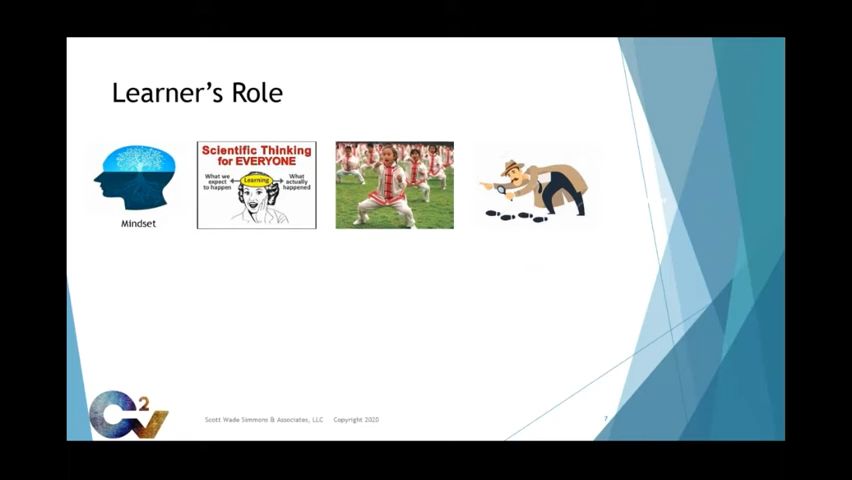 Learner's Role
Scientific Thinking
for EVERYONE
What we
expect
to happen
Learning
What
actually
happened
Mindset
C2v
Scott Wade Simmons & Associates, LLC Copyright 2020
7